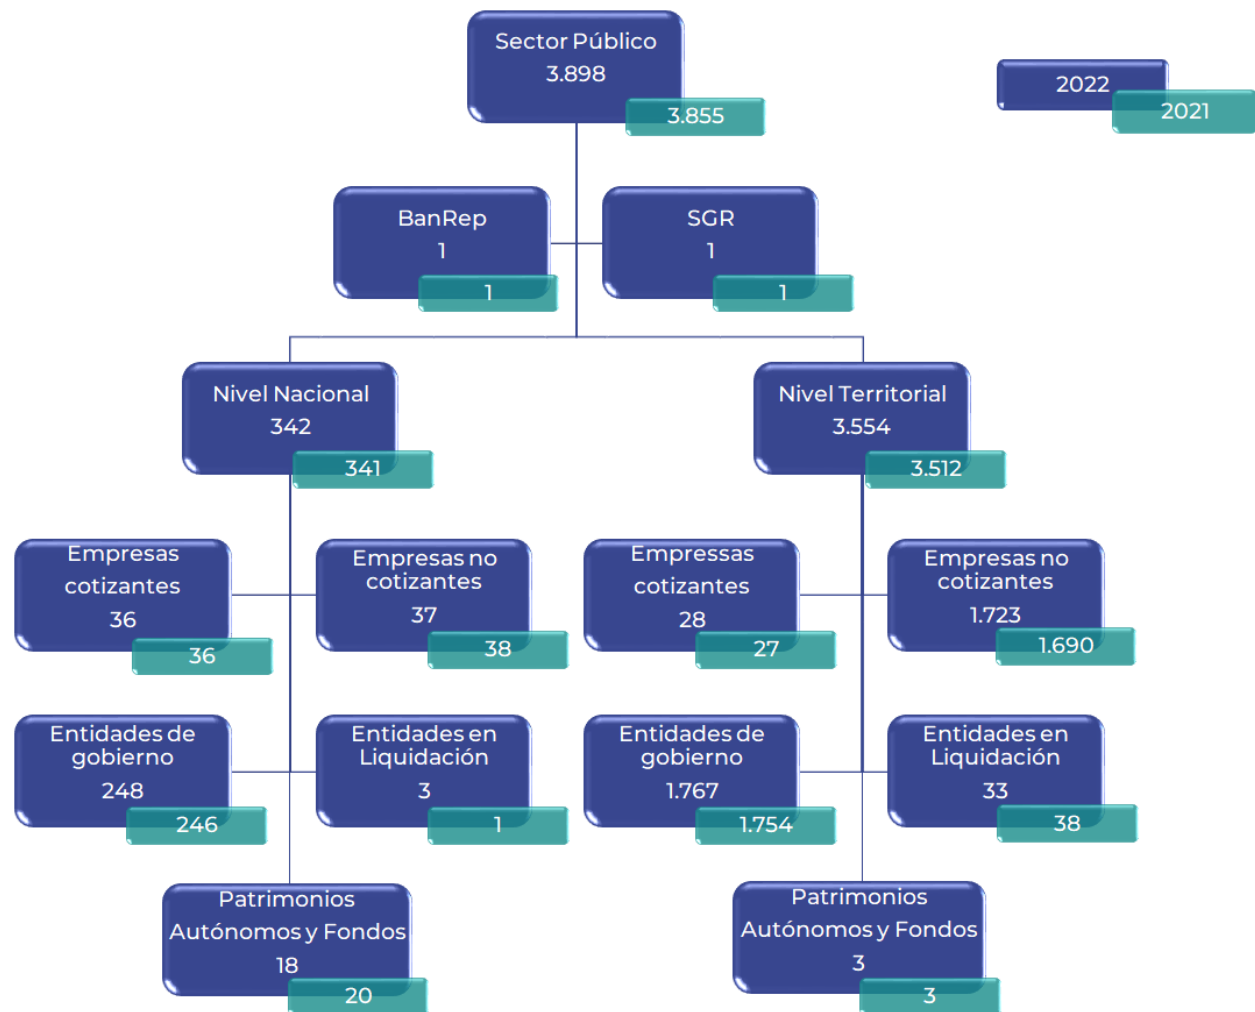 Sector Público
3.898
3.855
2022
2021
BanRep
1
1
SGR
1
1
Nivel Nacional
342
341
Nivel Territorial
3.554
3.512
Empresas
cotizantes
36
36
Empresas no
cotizantes
37
38
Empressas
cotizantes
28
27
Empresas no
cotizantes
1.723
1.690
Entidades de
gobierno
248
246
Entidades en
Liquidación
3
1
Entidades de
gobierno
1.767
1.754
Entidades en
Liquidación
33
38
Patrimonios
Autónomos y Fondos
18
20
Patrimonios
Autónomos y Fondos
3
3